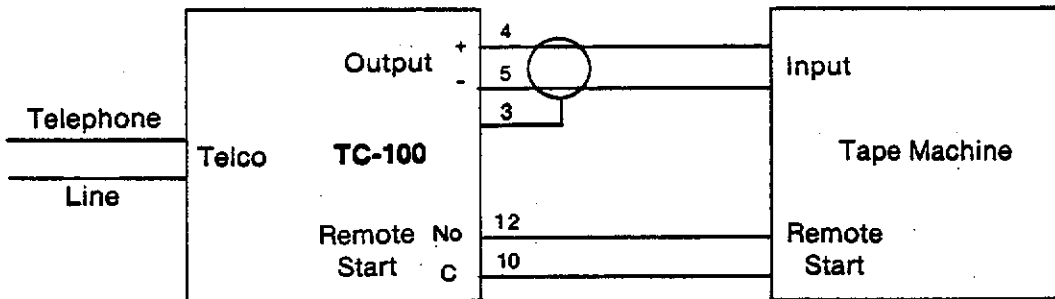 4
Output + Input
5
-
3
Telephone
Telco TC-100 Tape Machine
Line
12
Remote No Remote
Start C 10 Start